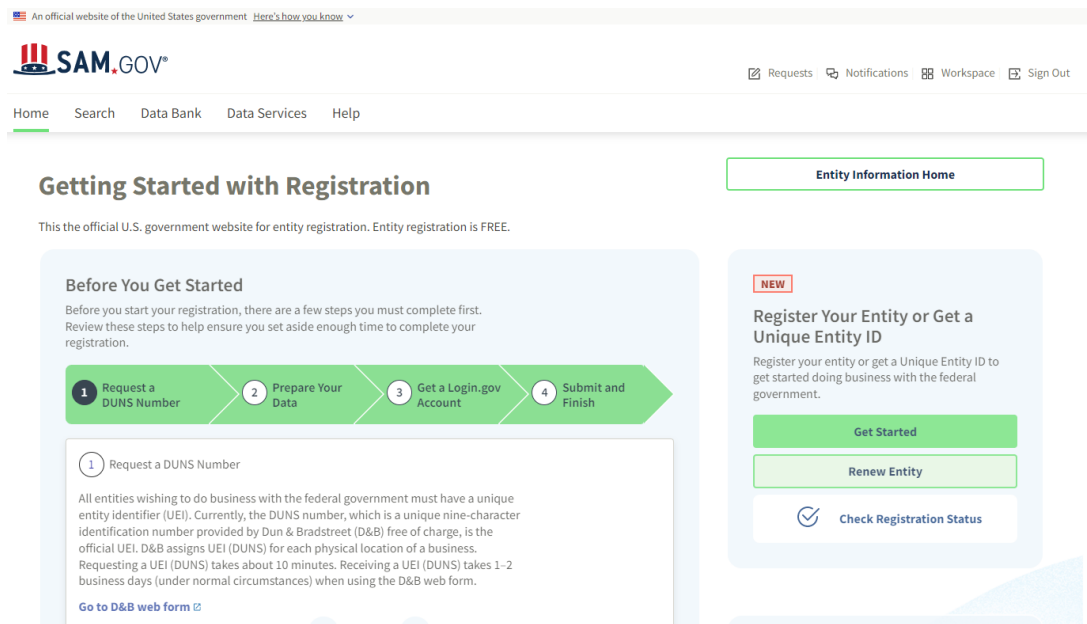 An official website of the United States government Here's how you know
SAM.GOV®
Requests Notifications Workspace Sign Out
Home Search Data Bank Data Services Help
Getting Started with Registration
Entity Information Home
This the official U.S. government website for entity registration. Entity registration is FREE.
Before You Get Started
Before you start your registration, there are a few steps you must complete first.
Review these steps to help ensure you set aside enough time to complete your
registration.
1 Request a
DUNS Number
2 Prepare Your
Data
3 Get a Login.gov
Account
4 Submit and
Finish
1 Request a DUNS Number
All entities wishing to do business with the federal government must have a unique
entity identifier (UEI). Currently, the DUNS number, which is a unique nine-character
identification number provided by Dun & Bradstreet (D&B) free of charge, is the
official UEI. D&B assigns UEI (DUNS) for each physical location of a business.
Requesting a UEI (DUNS) takes about 10 minutes. Receiving a UEI (DUNS) takes 1–2
business days (under normal circumstances) when using the D&B web form.
Go to D&B web form
NEW
Register Your Entity or Get a
Unique Entity ID
Register your entity or get a Unique Entity ID to
get started doing business with the federal
government.
Get Started
Renew Entity
Check Registration Status